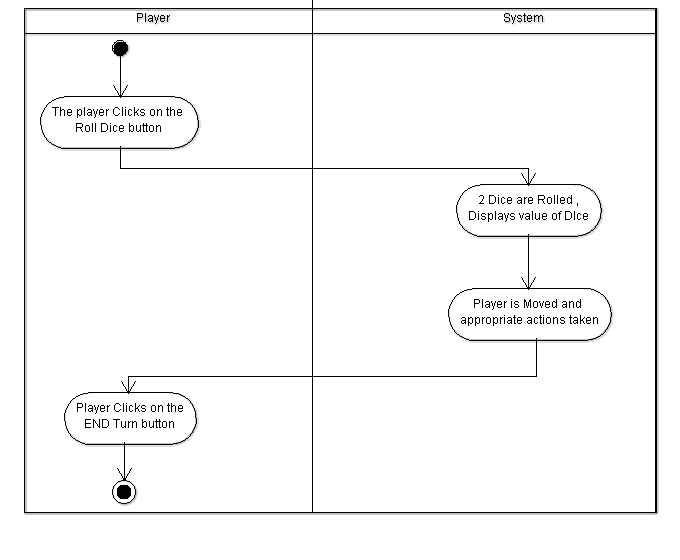 Player
System
The player Clicks on the
Roll Dice button
2 Dice are Rolled ,
Displays value of DIce
Player is Moved and
appropriate actions taken
Player Clicks on the
END Turn button